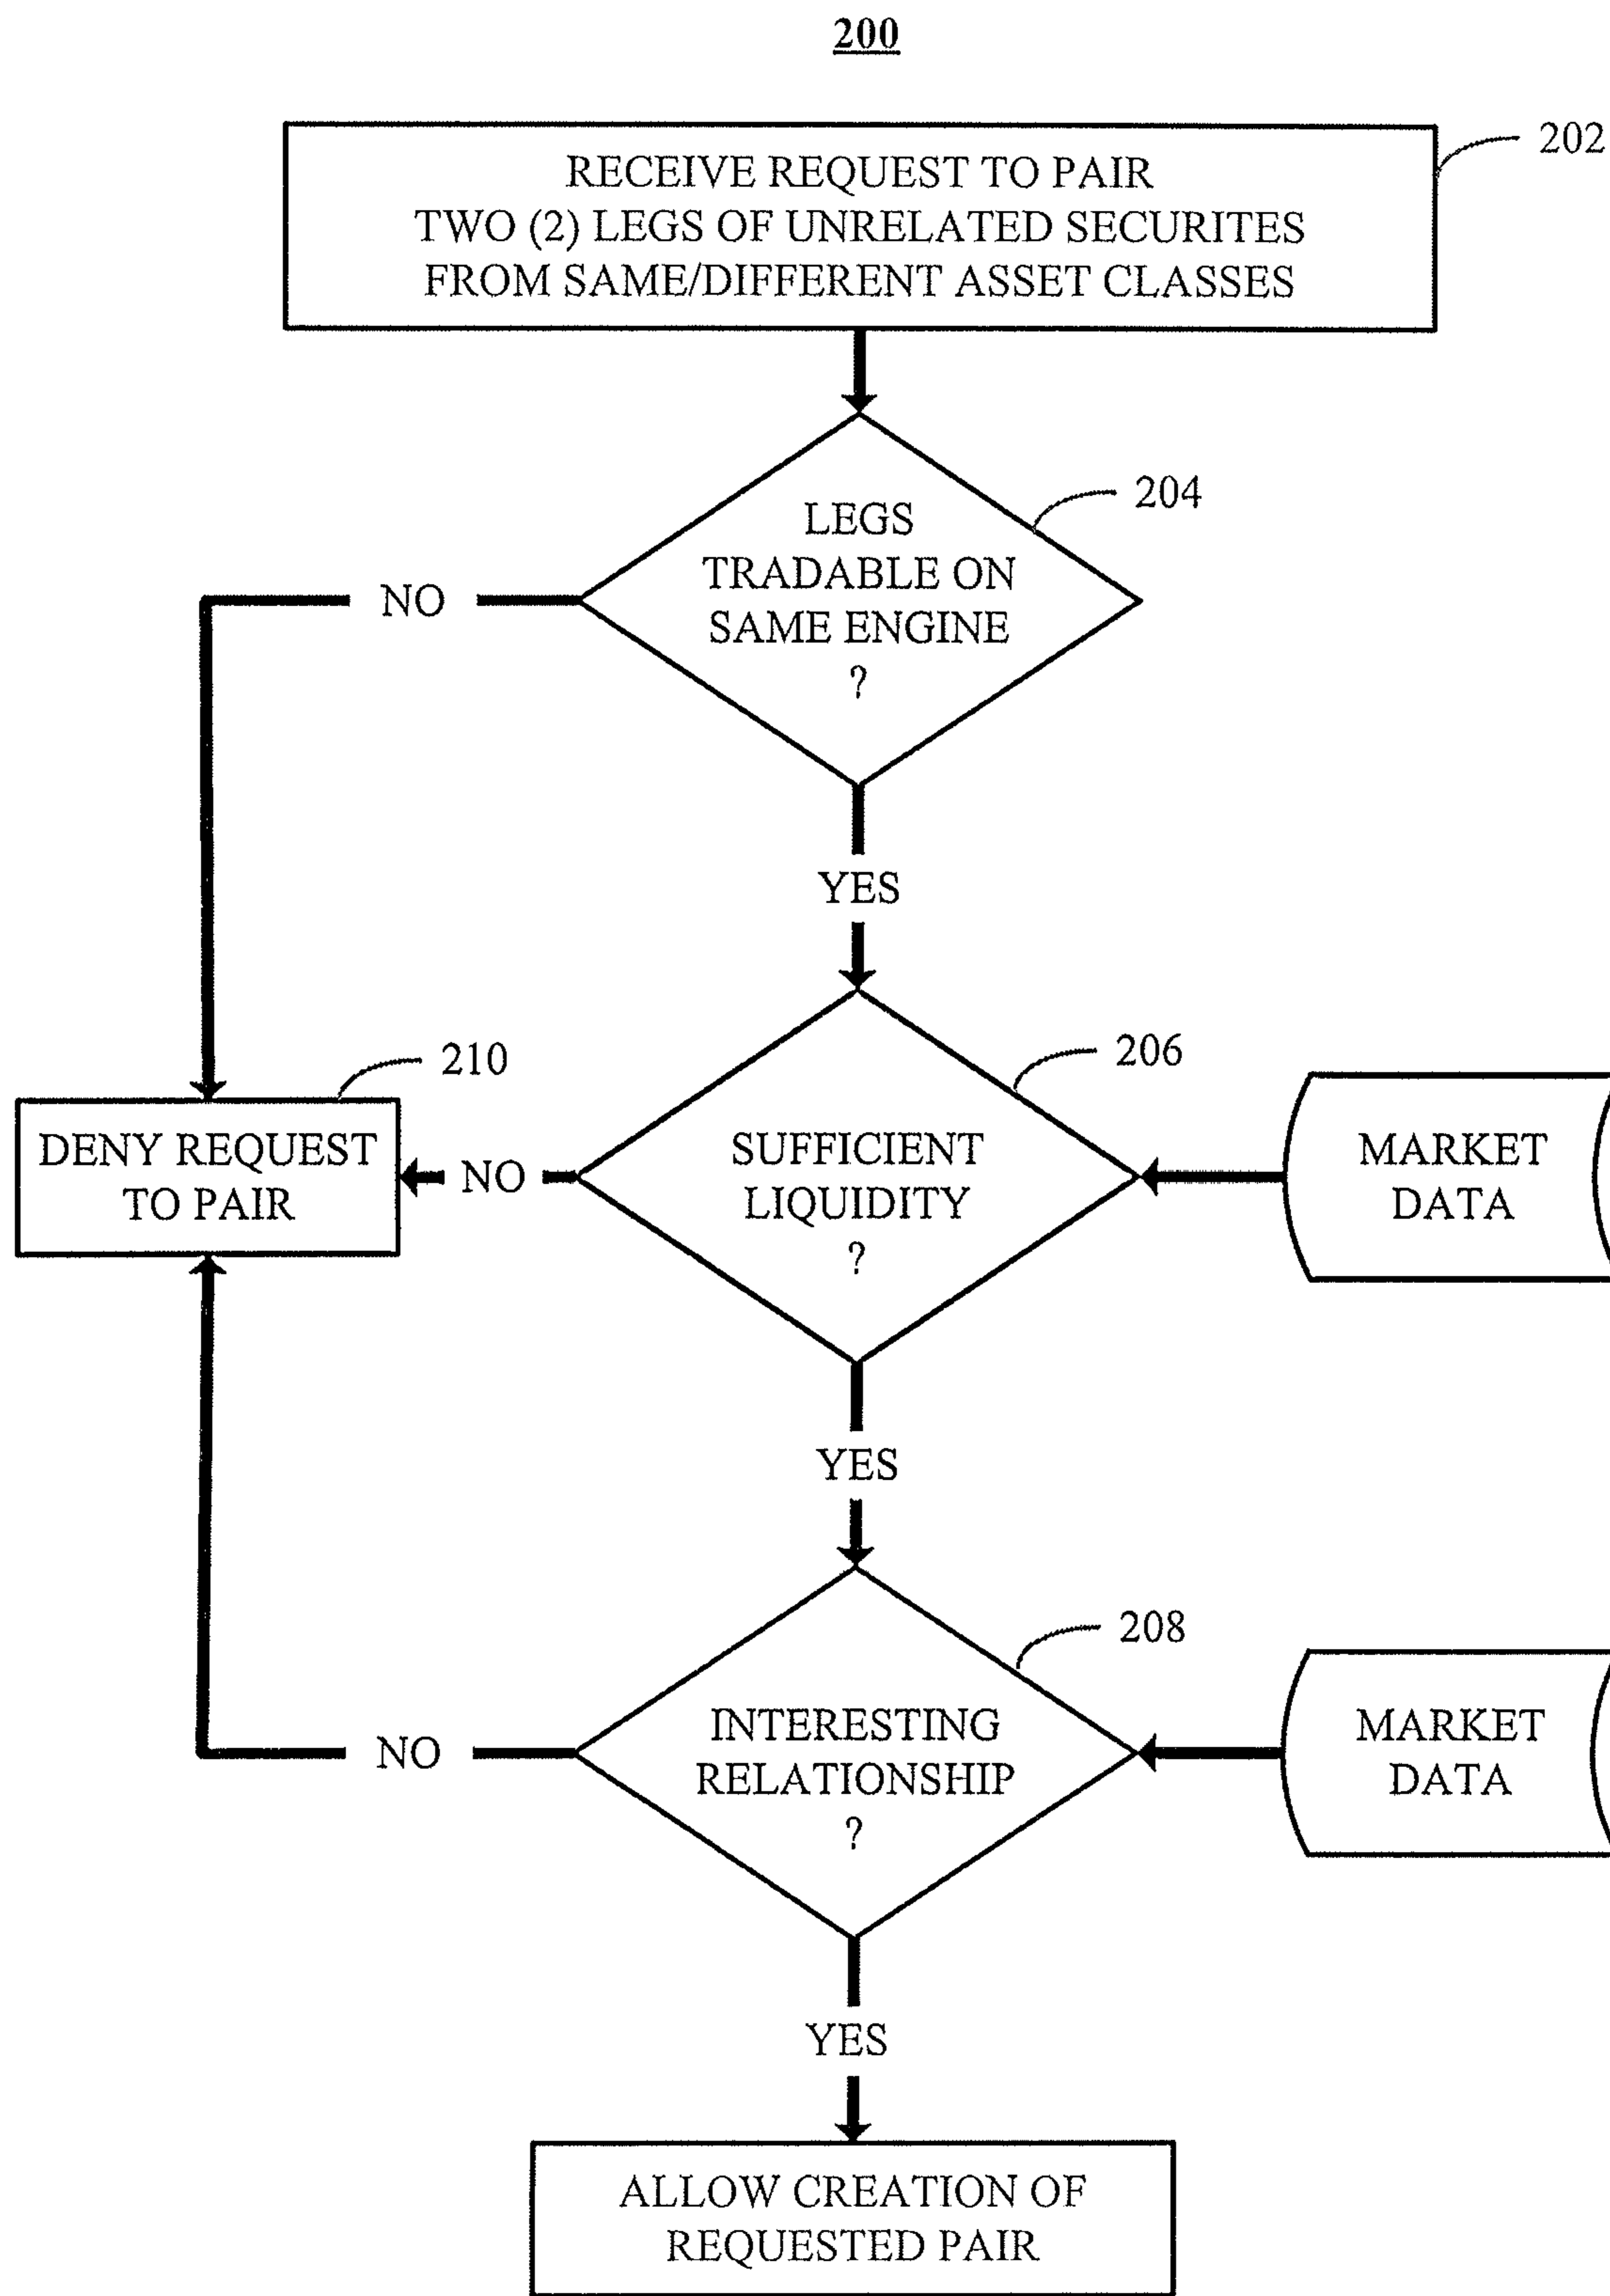 200
RECEIVE REQUEST TO PAIR
202
TWO (2) LEGS OF UNRELATED SECURITES
FROM SAME/DIFFERENT ASSET CLASSES
204
LEGS
TRADABLE ON
SAME ENGINE
?
NO
YES
210
206
DENY REQUEST
TO PAIR
NO
SUFFICIENT
LIQUIDITY
?
MARKET
DATA
YES
208
INTERESTING
RELATIONSHIP
?
NO
MARKET
DATA
YES
ALLOW CREATION OF
REQUESTED PAIR